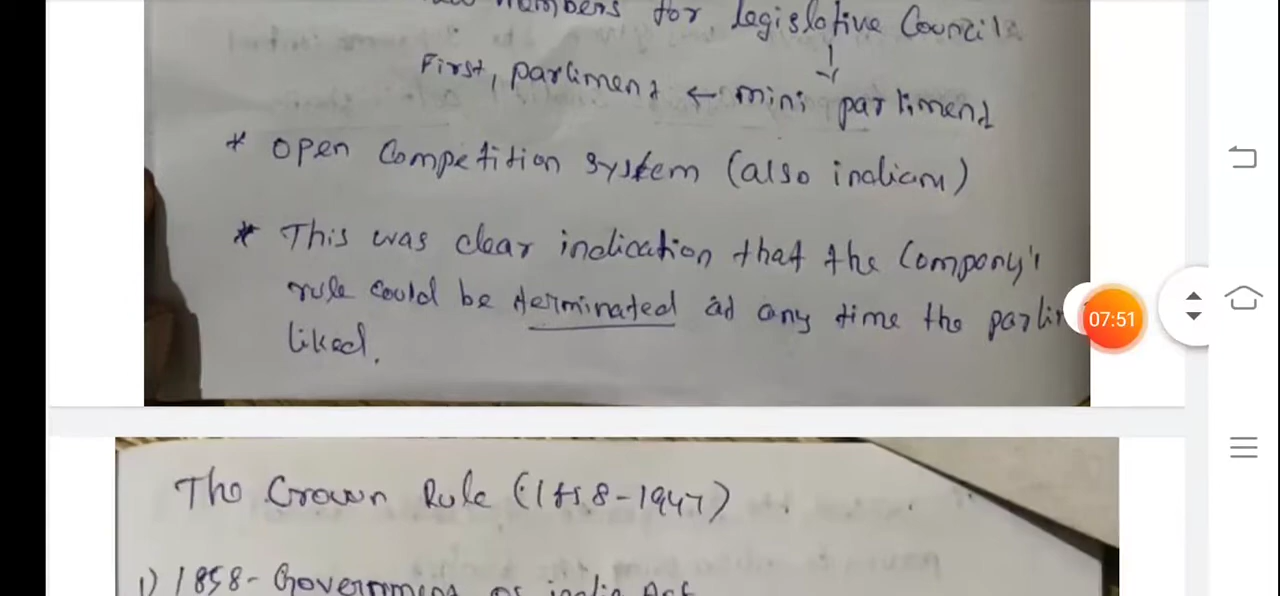 members for legislative Council
First, parliment ← mini parliment
* open Competition system (also indian)
* This was clear indication that the Company's
rule could be terminated at any time the parli
liked.
07:51
The Crown Rule (1858-1947)
1) 1858- Government of india Act